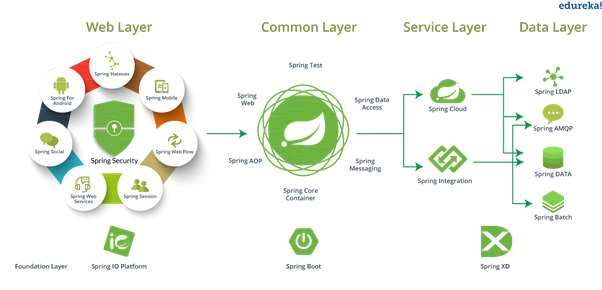 edureka!
Web Layer
Common Layer
Service Layer
Data Layer
Spring Hateoas
Spring For
Android
Spring Mobile
Spring Social
Spring Security
Spring Web Flow
Spring Web
Services
Spring Session
Spring Test
Spring
Web
Spring Data
Access
Spring AOP
Spring
Messaging
Spring Core
Container
Spring Cloud
Spring Integration
Spring LDAP
Spring AMQP
Spring DATA
Spring Batch
Foundation Layer
iO
Spring IO Platform
Spring Boot
XD
Spring XD